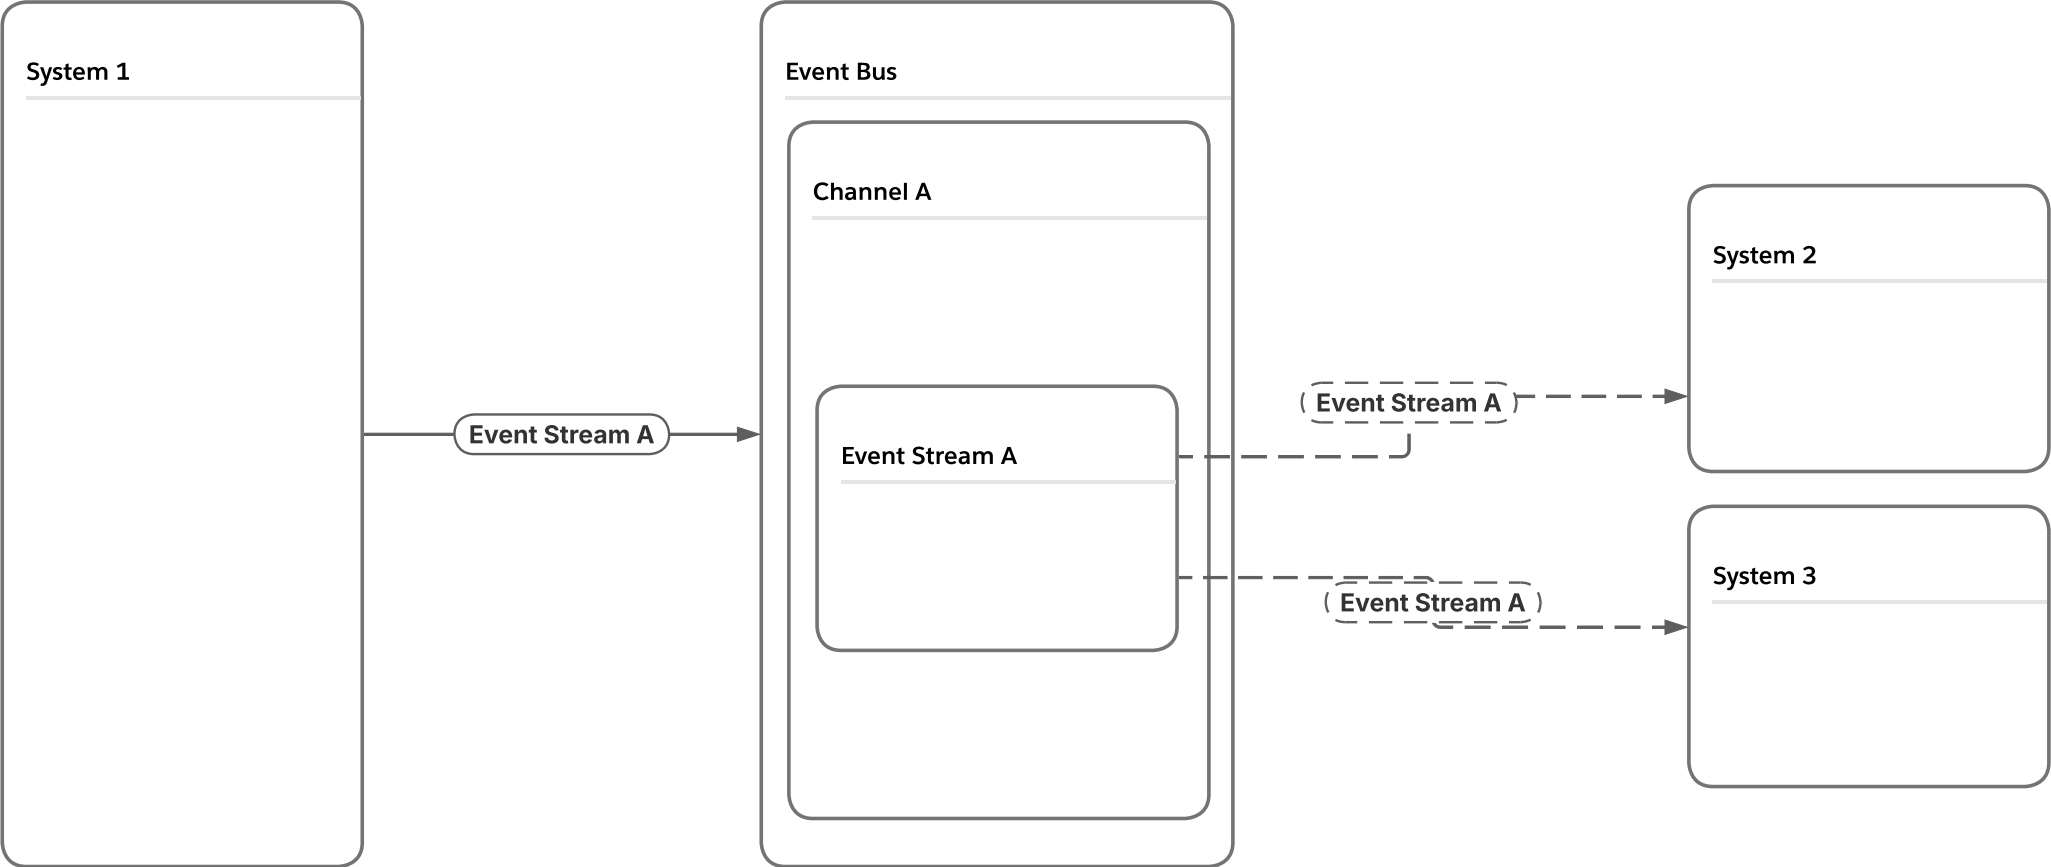 System 1
Event Stream A
Event Bus
Channel A
Event Stream A
Event Stream A
Event Stream A
System 2
System 3